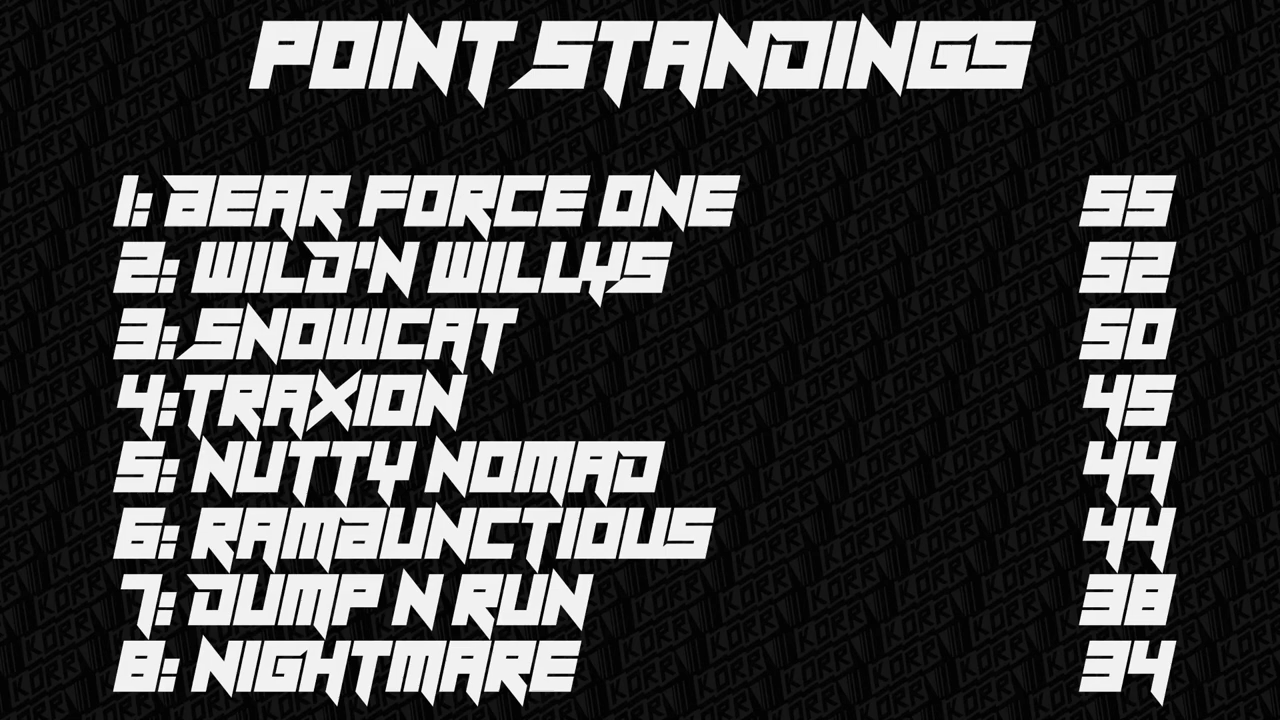 POINT STANDINGS
1: BEAR FORCE ONE 55
2: WILD'N WILLYS 52
3: SNOWCAT 50
4: TRAXION 45
5: NUTTY NOMAD 44
6: RAMBUNCTIOUS 44
7: DUMP N RUN 38
8: NIGHTMARE 34